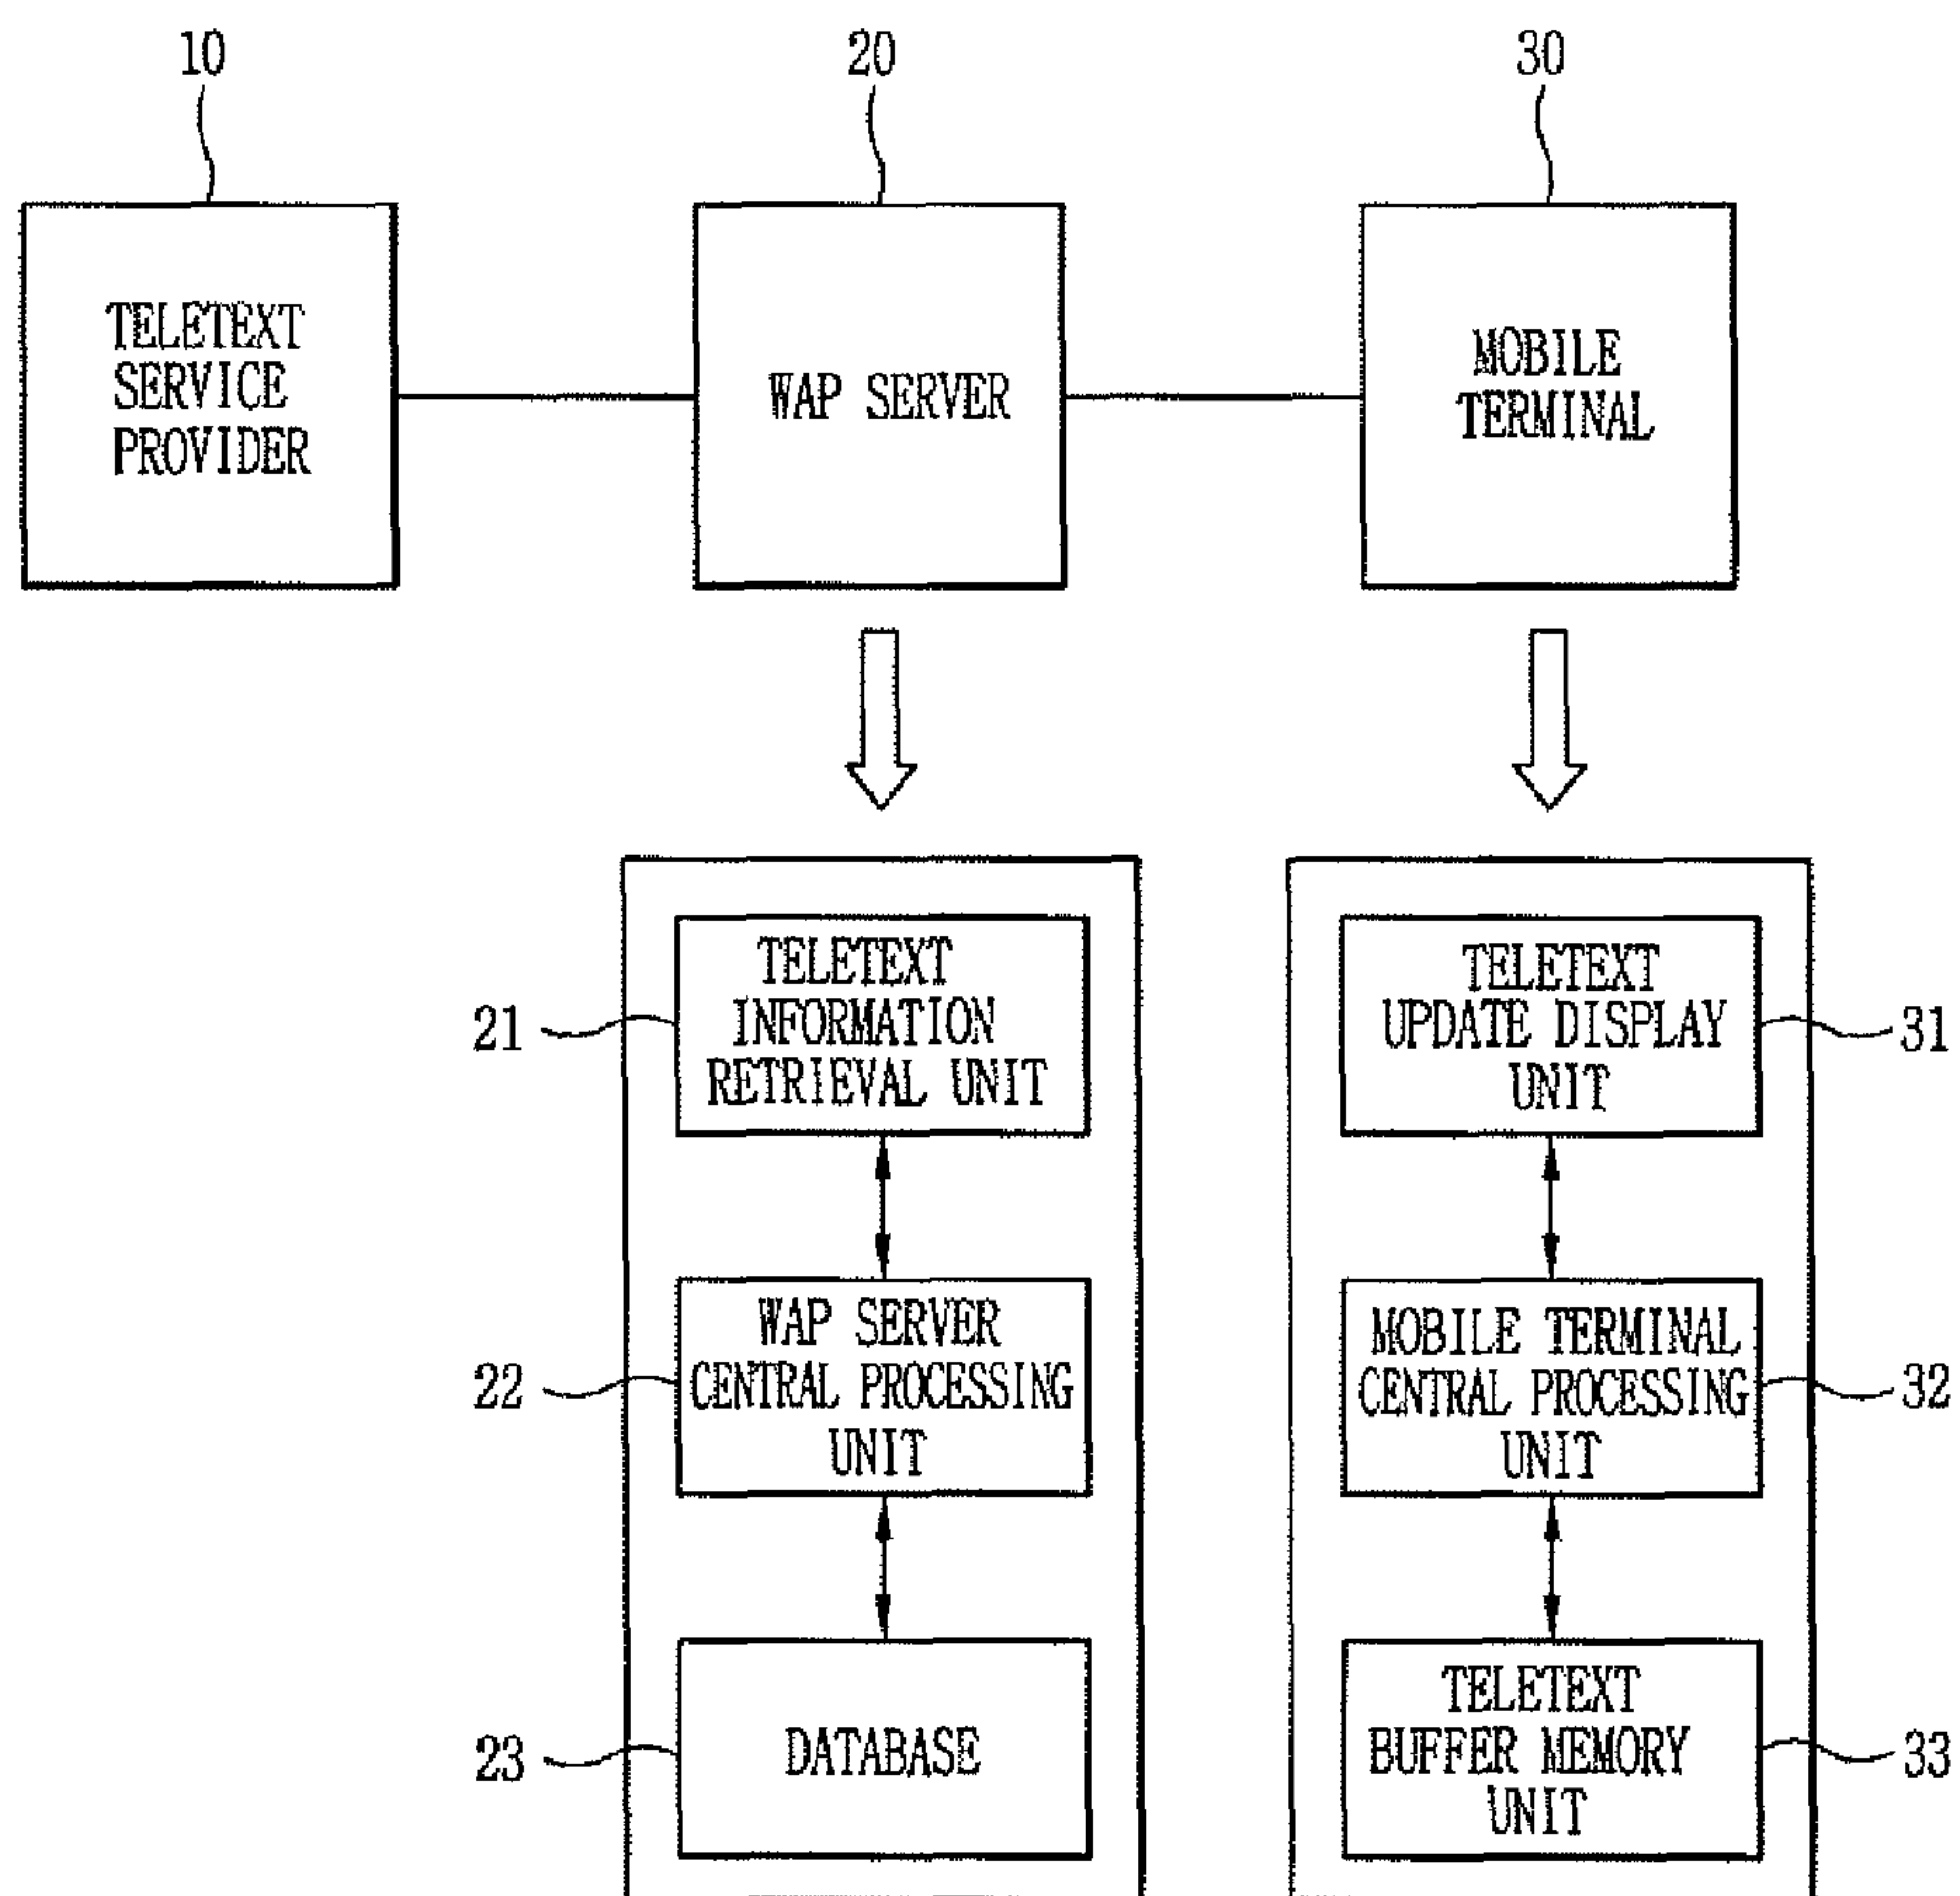 10
20
30
TELETEXT
SERVICE
PROVIDER
WAP SERVER
MOBILE
TERMINAL
21
TELETEXT
INFORMATION
RETRIEVAL UNIT
TELETEXT
UPDATE DISPLAY
UNIT
31
22
WAP SERVER
CENTRAL PROCESSING
UNIT
MOBILE TERMINAL
CENTRAL PROCESSING
UNIT
32
23
DATABASE
TELETEXT
BUFFER MEMORY
UNIT
33